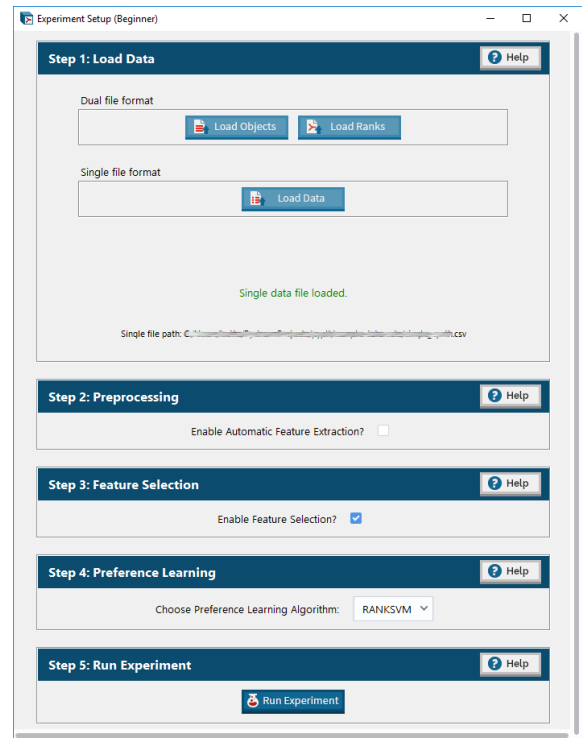 Experiment Setup (Beginner)
Step 1: Load Data
Help
Dual file format
Load Objects
Load Ranks
Single file format
Load Data
Single data file loaded.
Single file path: .csv
Step 2: Preprocessing
Help
Enable Automatic Feature Extraction?
Step 3: Feature Selection
Help
Enable Feature Selection?
Step 4: Preference Learning
Help
Choose Preference Learning Algorithm: RANKSVM
Step 5: Run Experiment
Help
Run Experiment